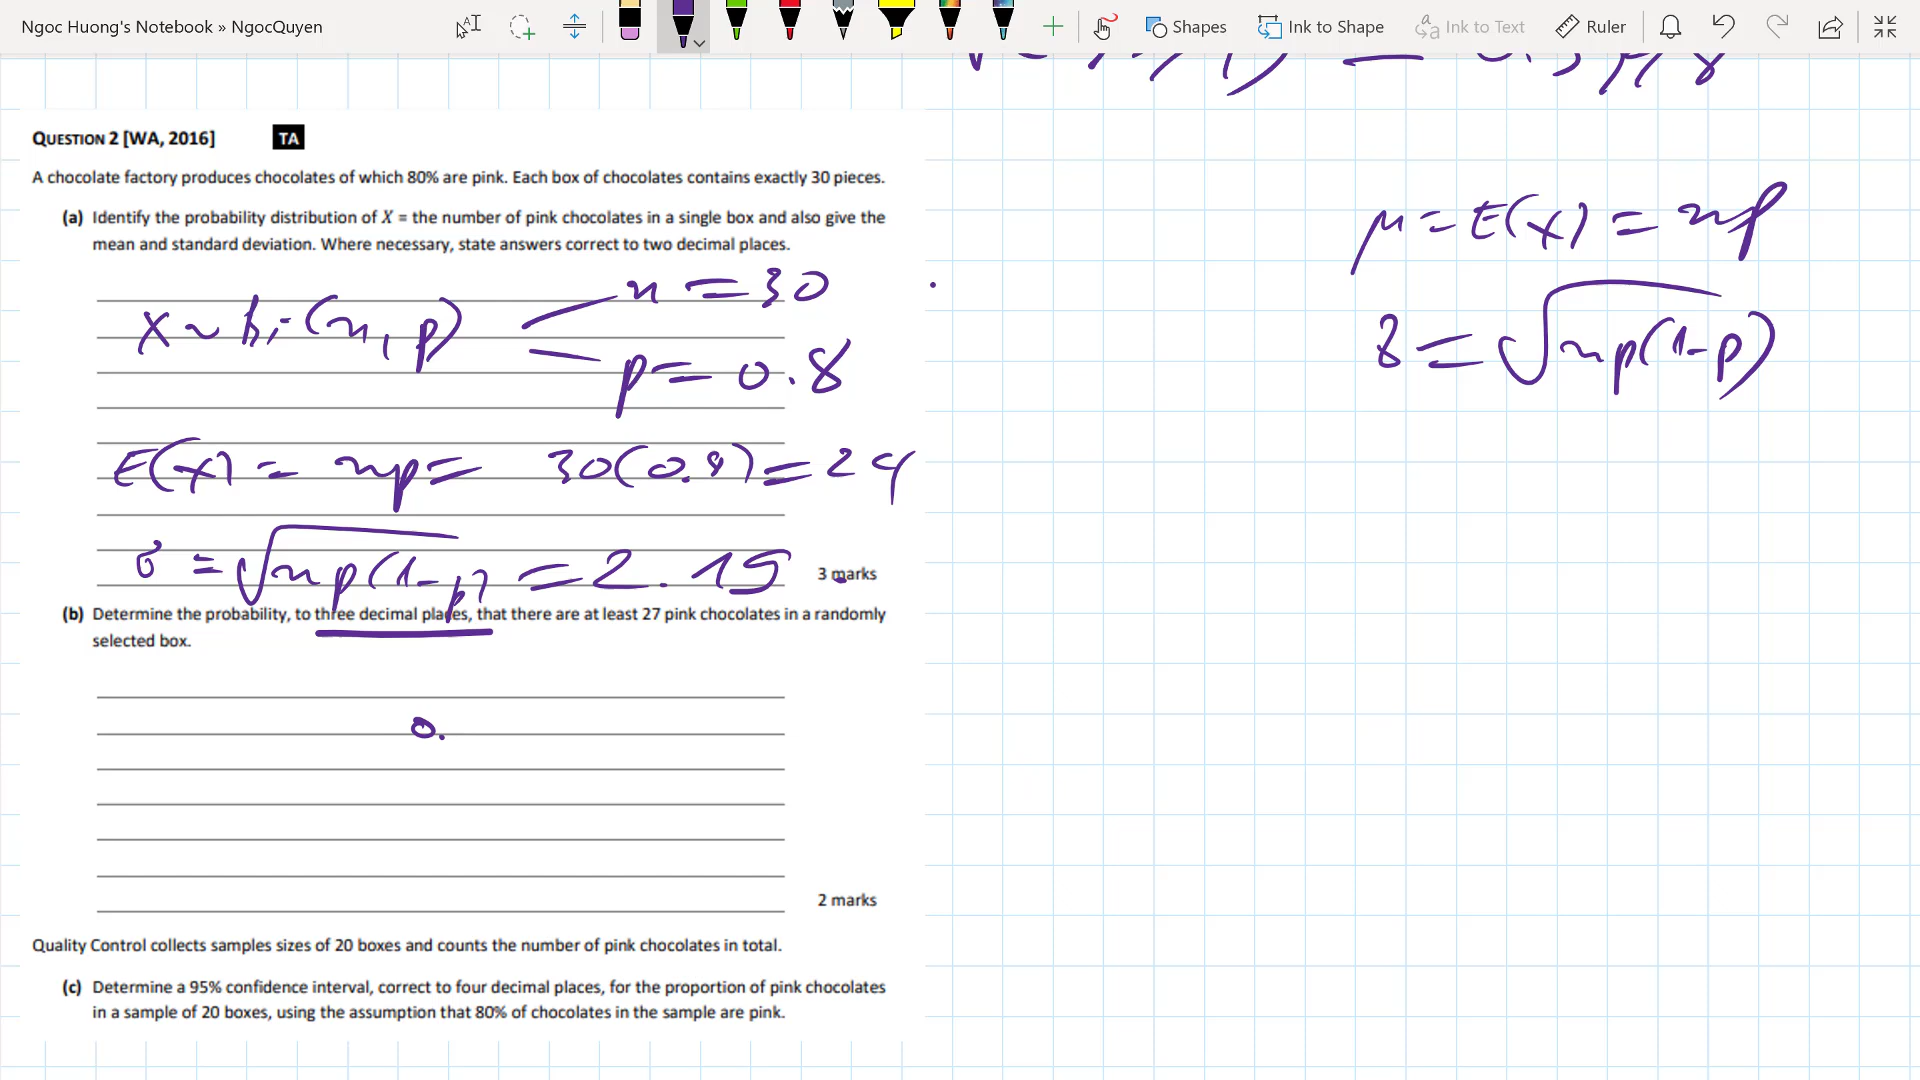 Ngoc Huong's Notebook » NgocQuyen
Shapes
Ink to Shape
Ink to Text
Ruler
QUESTION 2 [WA, 2016] TA
A chocolate factory produces chocolates of which 80% are pink. Each box of chocolates contains exactly 30 pieces.
(a) Identify the probability distribution of X = the number of pink chocolates in a single box and also give the
mean and standard deviation. Where necessary, state answers correct to two decimal places.
X ~ bi (n, p)
n = 30
p = 0.8
E(X) = np = 30(0.8) = 24
σ = √np(1-p) = 2.19
3 marks
(b) Determine the probability, to three decimal places, that there are at least 27 pink chocolates in a randomly
selected box.
0.
2 marks
Quality Control collects samples sizes of 20 boxes and counts the number of pink chocolates in total.
(c) Determine a 95% confidence interval, correct to four decimal places, for the proportion of pink chocolates
in a sample of 20 boxes, using the assumption that 80% of chocolates in the sample are pink.
μ = E(X) = np
σ = √np(1-p)